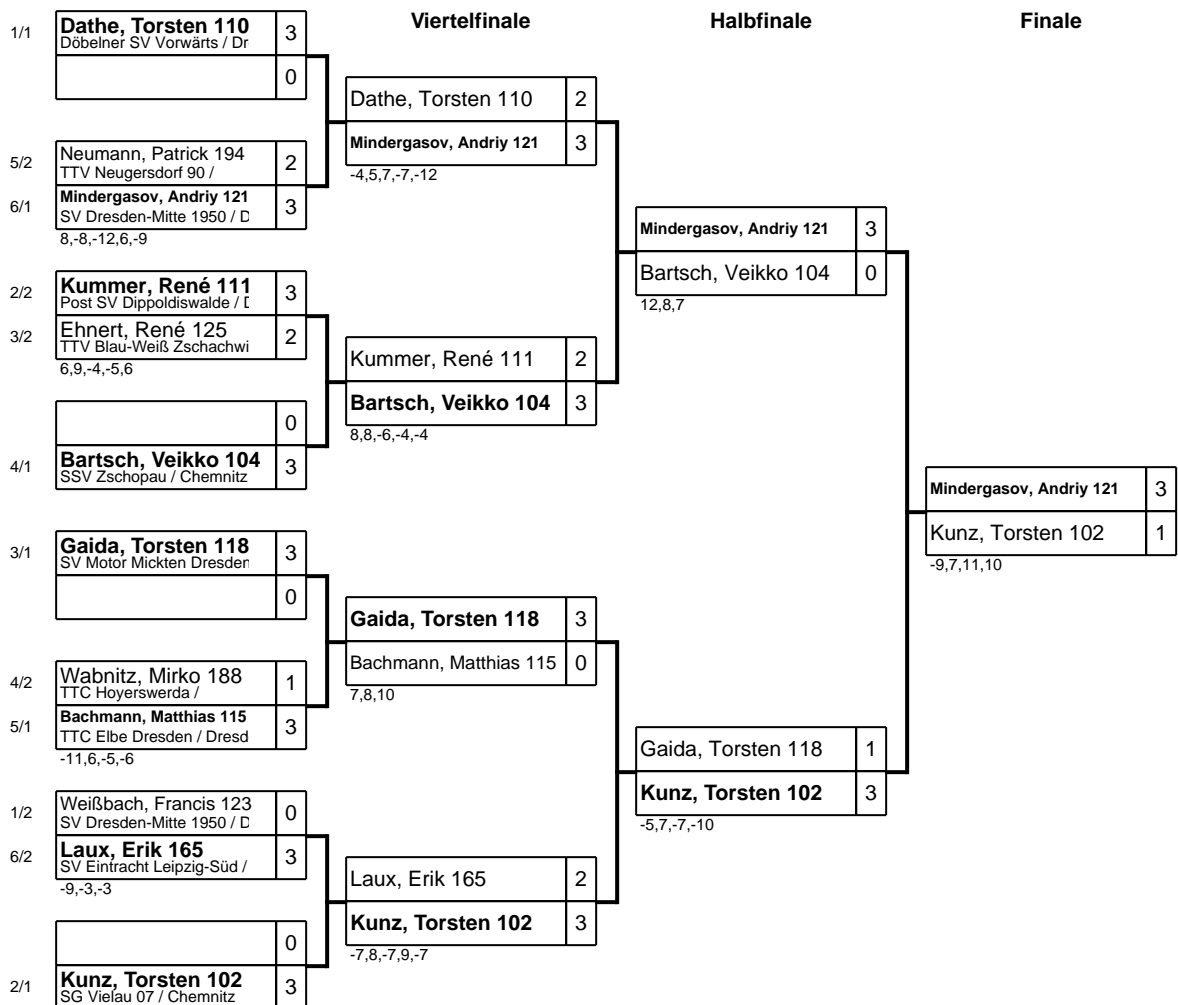 Viertelfinale
Halbfinale
Finale
1/1
Dathe, Torsten 110
3
Döbelner SV Vorwärts / Dr
0
5/2
Neumann, Patrick 194
2
TTV Neugersdorf 90 /
6/1
Mindergasov, Andriy 121
3
SV Dresden-Mitte 1950 / D
8,-8,-12,6,-9
2/2
Kummer, René 111
3
Post SV Dippoldiswalde / D
3/2
Ehnert, René 125
2
TTV Blau-Weiß Zschachwi
6,9,-4,-5,6
0
4/1
Bartsch, Veikko 104
3
SSV Zschopau / Chemnitz
3/1
Gaida, Torsten 118
3
SV Motor Mickten Dresden
0
4/2
Wabnitz, Mirko 188
1
TTC Hoyerswerda /
5/1
Bachmann, Matthias 115
3
TTC Elbe Dresden / Dresd
-11,6,-5,-6
1/2
Weißbach, Francis 123
0
SV Dresden-Mitte 1950 / D
6/2
Laux, Erik 165
3
SV Eintracht Leipzig-Süd /
-9,-3,-3
0
2/1
Kunz, Torsten 102
3
SG Vielau 07 / Chemnitz
Dathe, Torsten 110
2
Mindergasov, Andriy 121
3
-4,5,7,-7,-12
Kummer, René 111
2
Bartsch, Veikko 104
3
8,8,-6,-4,-4
Gaida, Torsten 118
3
Bachmann, Matthias 115
0
7,8,10
Laux, Erik 165
2
Kunz, Torsten 102
3
-7,8,-7,9,-7
Mindergasov, Andriy 121
3
Bartsch, Veikko 104
0
12,8,7
Gaida, Torsten 118
1
Kunz, Torsten 102
3
-5,7,-7,-10
Mindergasov, Andriy 121
3
Kunz, Torsten 102
1
-9,7,11,10